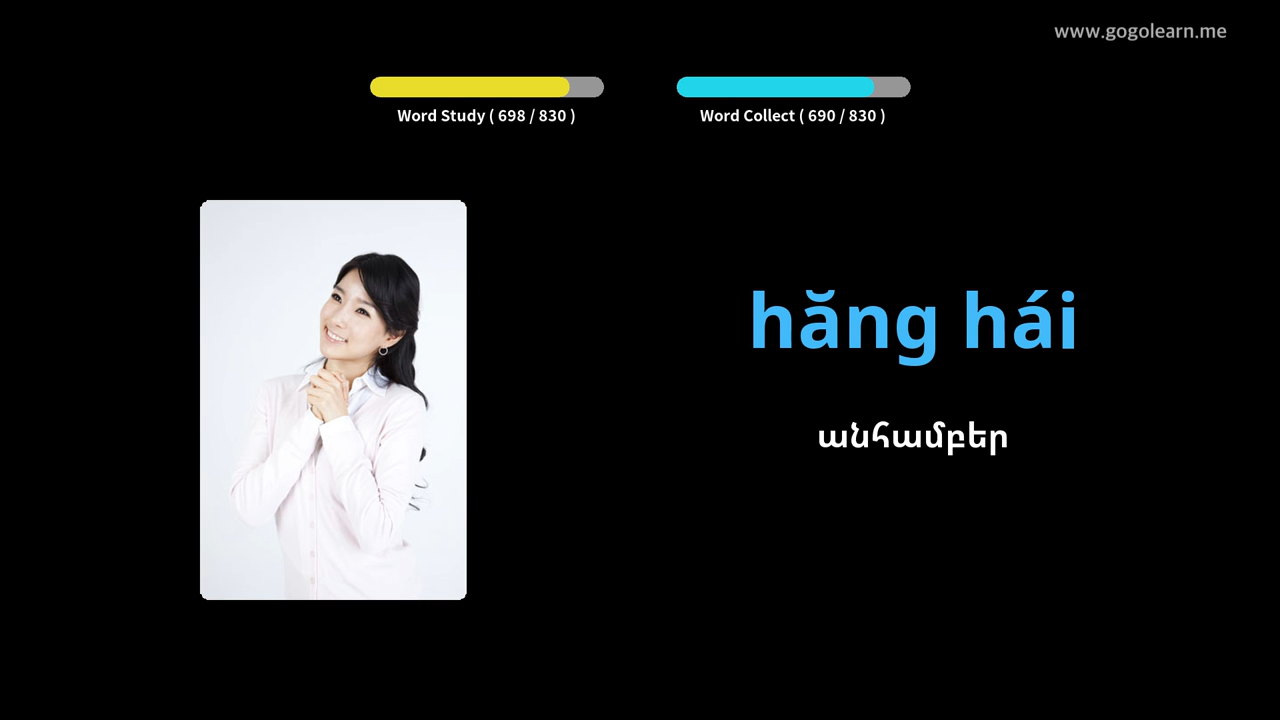 www.gogolearn.me
Word Study ( 698 / 830 )
Word Collect ( 690 / 830 )
hăng hái
անհամբեր